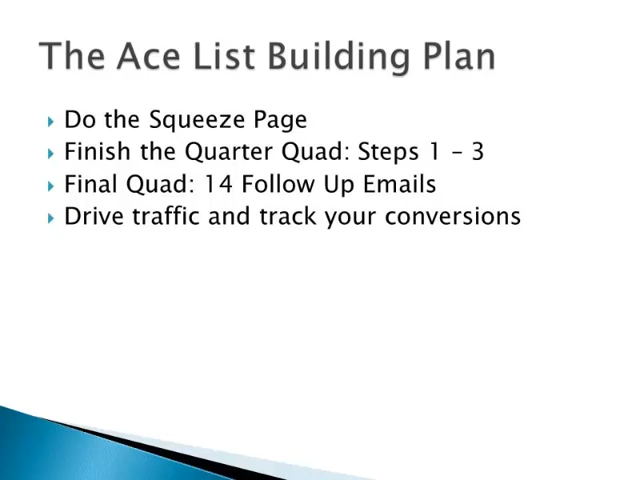 The Ace List Building Plan
Do the Squeeze Page
Finish the Quarter Quad: Steps 1 – 3
Final Quad: 14 Follow Up Emails
Drive traffic and track your conversions